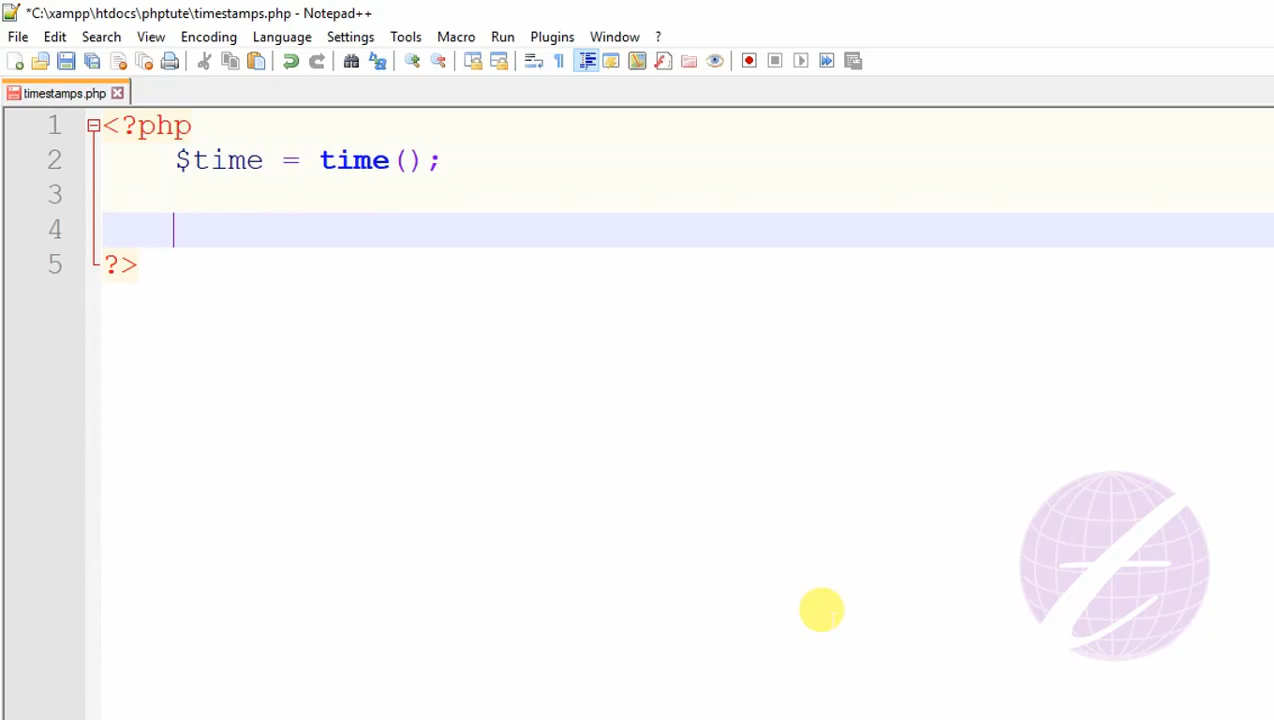 *C:\xampp\htdocs\phptute\timestamps.php - Notepad++
File Edit Search View Encoding Language Settings Tools Macro Run Plugins Window ?
timestamps.php
1 <?php
2 $time = time();
3
4
5 ?>